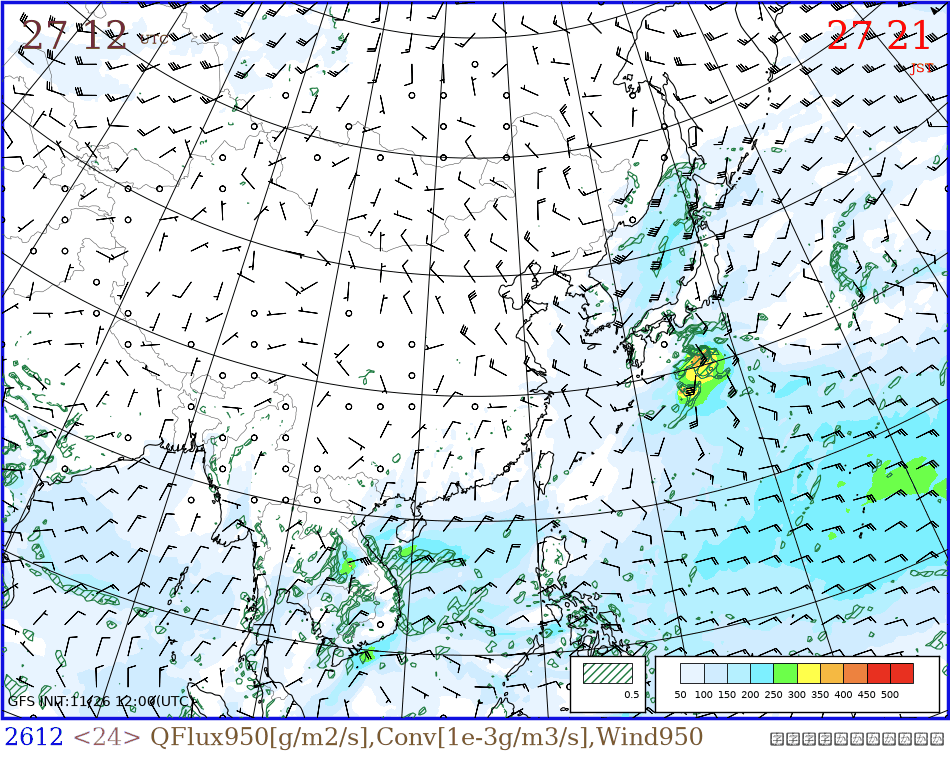 27 12 UTC
27 21
JST
0.5
50 100 150 200 250 300 350 400 450 500
GFS INIT:11/26 12:00(UTC)
2612 <24> QFlux950[g/m2/s],Conv[1e-3g/m3/s],Wind950